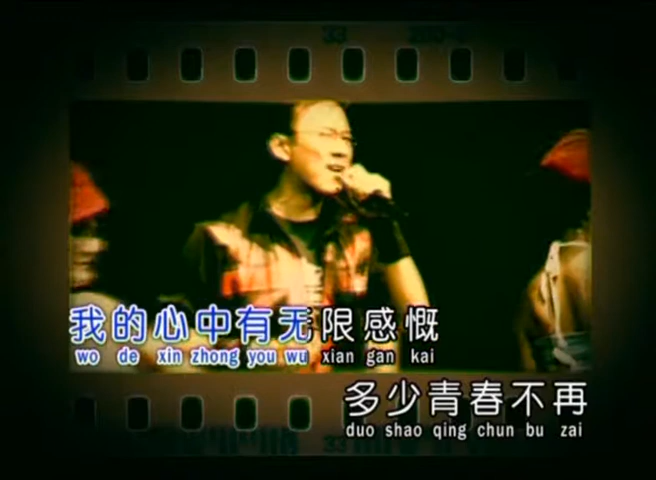 我的心中有无限感慨
wo de xin zhong you wu xian gan kai
多少青春不再
duo shao qing chun bu zai